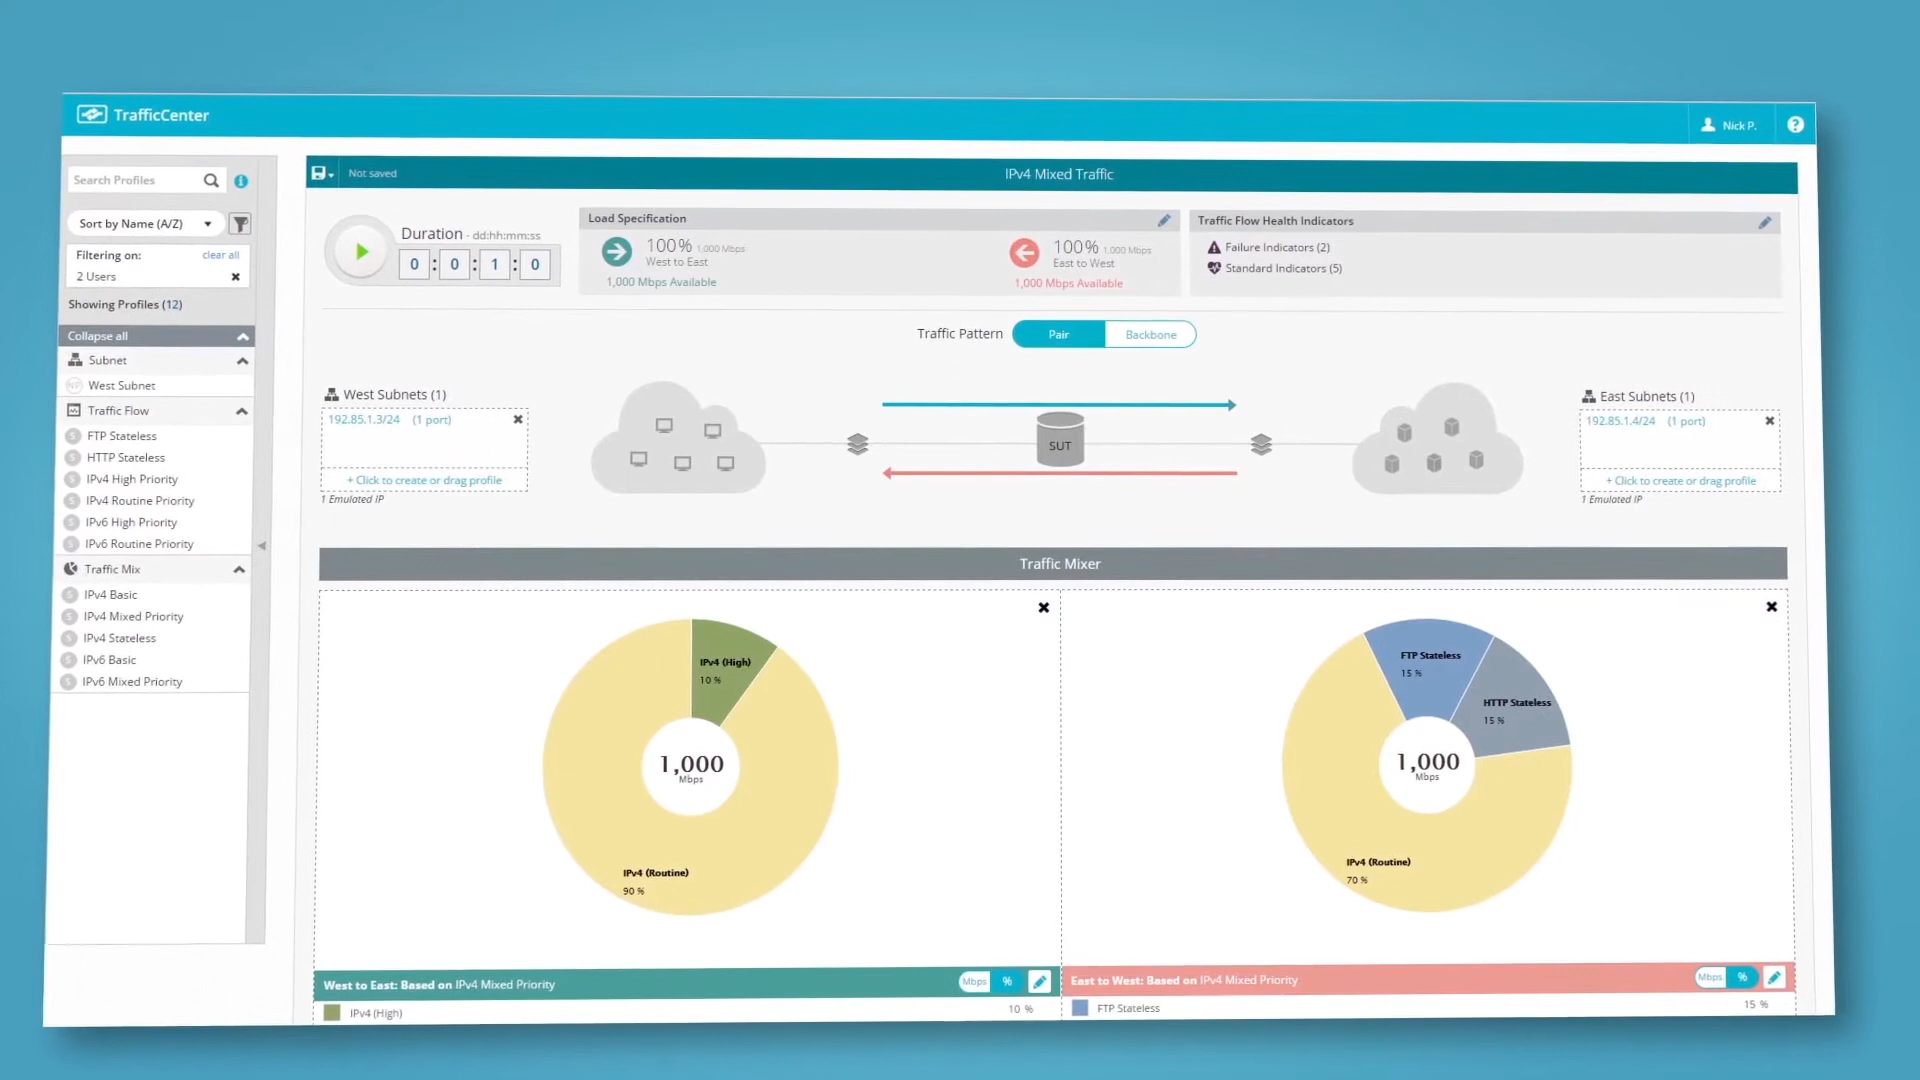 TrafficCenter
Nick P.
?
Search Profiles
i
Sort by Name (A/Z)
Filtering on:
clear all
2 Users
Showing Profiles (12)
Collapse all
Subnet
NP West Subnet
Traffic Flow
S FTP Stateless
S HTTP Stateless
S IPv4 High Priority
S IPv4 Routine Priority
S IPv6 High Priority
S IPv6 Routine Priority
Traffic Mix
S IPv4 Basic
S IPv4 Mixed Priority
S IPv4 Stateless
S IPv6 Basic
S IPv6 Mixed Priority
Not saved
IPv4 Mixed Traffic
Duration - dd:hh:mm:ss
0 : 0 : 1 : 0
Load Specification
100% 1,000 Mbps
West to East
1,000 Mbps Available
100% 1,000 Mbps
East to West
1,000 Mbps Available
Traffic Flow Health Indicators
Failure Indicators (2)
Standard Indicators (5)
Traffic Pattern
Pair
Backbone
West Subnets (1)
192.85.1.3/24 (1 port)
+ Click to create or drag profile
1 Emulated IP
SUT
East Subnets (1)
192.85.1.4/24 (1 port)
+ Click to create or drag profile
1 Emulated IP
Traffic Mixer
IPv4 (High)
10 %
1,000
Mbps
IPv4 (Routine)
90 %
FTP Stateless
15 %
HTTP Stateless
15 %
1,000
Mbps
IPv4 (Routine)
70 %
West to East: Based on IPv4 Mixed Priority
Mbps %
IPv4 (High)
10 %
East to West: Based on IPv4 Mixed Priority
Mbps %
FTP Stateless
15 %